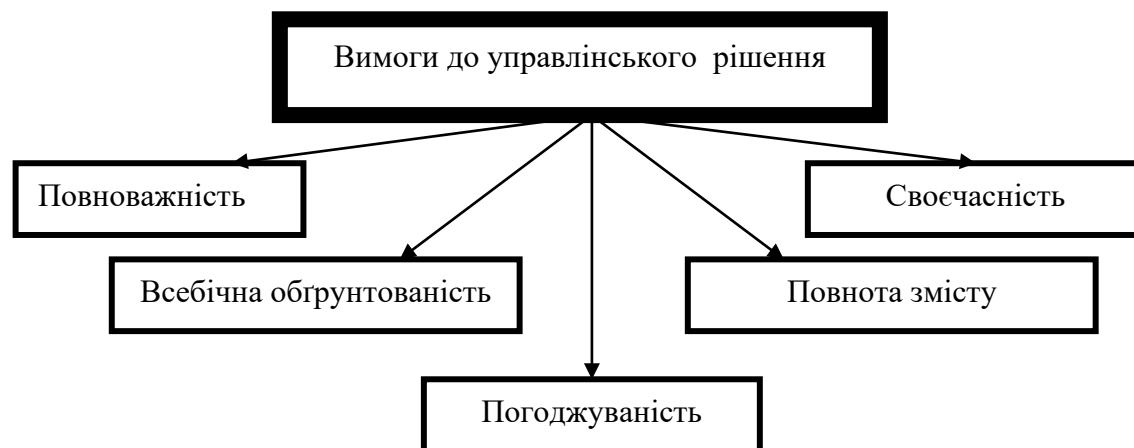 Вимоги до управлінського рішення
Повноважність
Своєчасність
Всебічна обґрунтованість
Повнота змісту
Погоджуваність